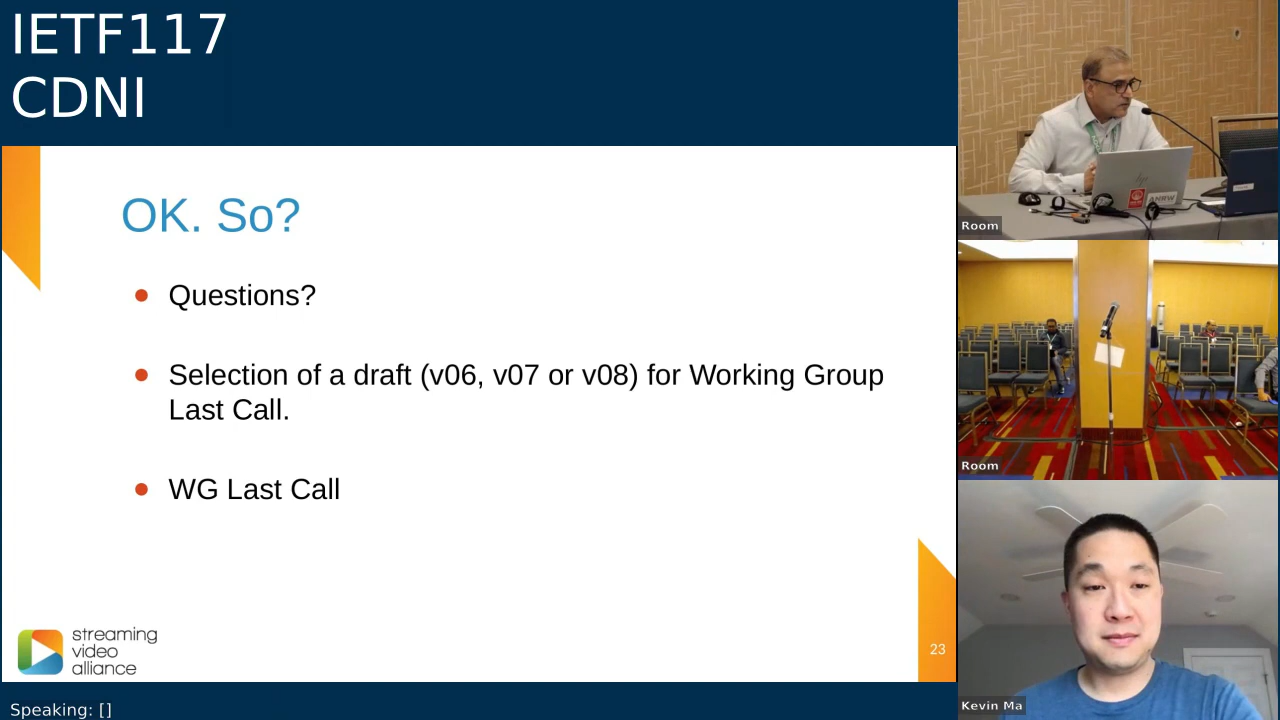 IETF117
CDNI
OK. So?
Questions?
Selection of a draft (v06, v07 or v08) for Working Group
Last Call.
WG Last Call
streaming
video
alliance
23
Speaking: []
Room
hp
Room
Kevin Ma